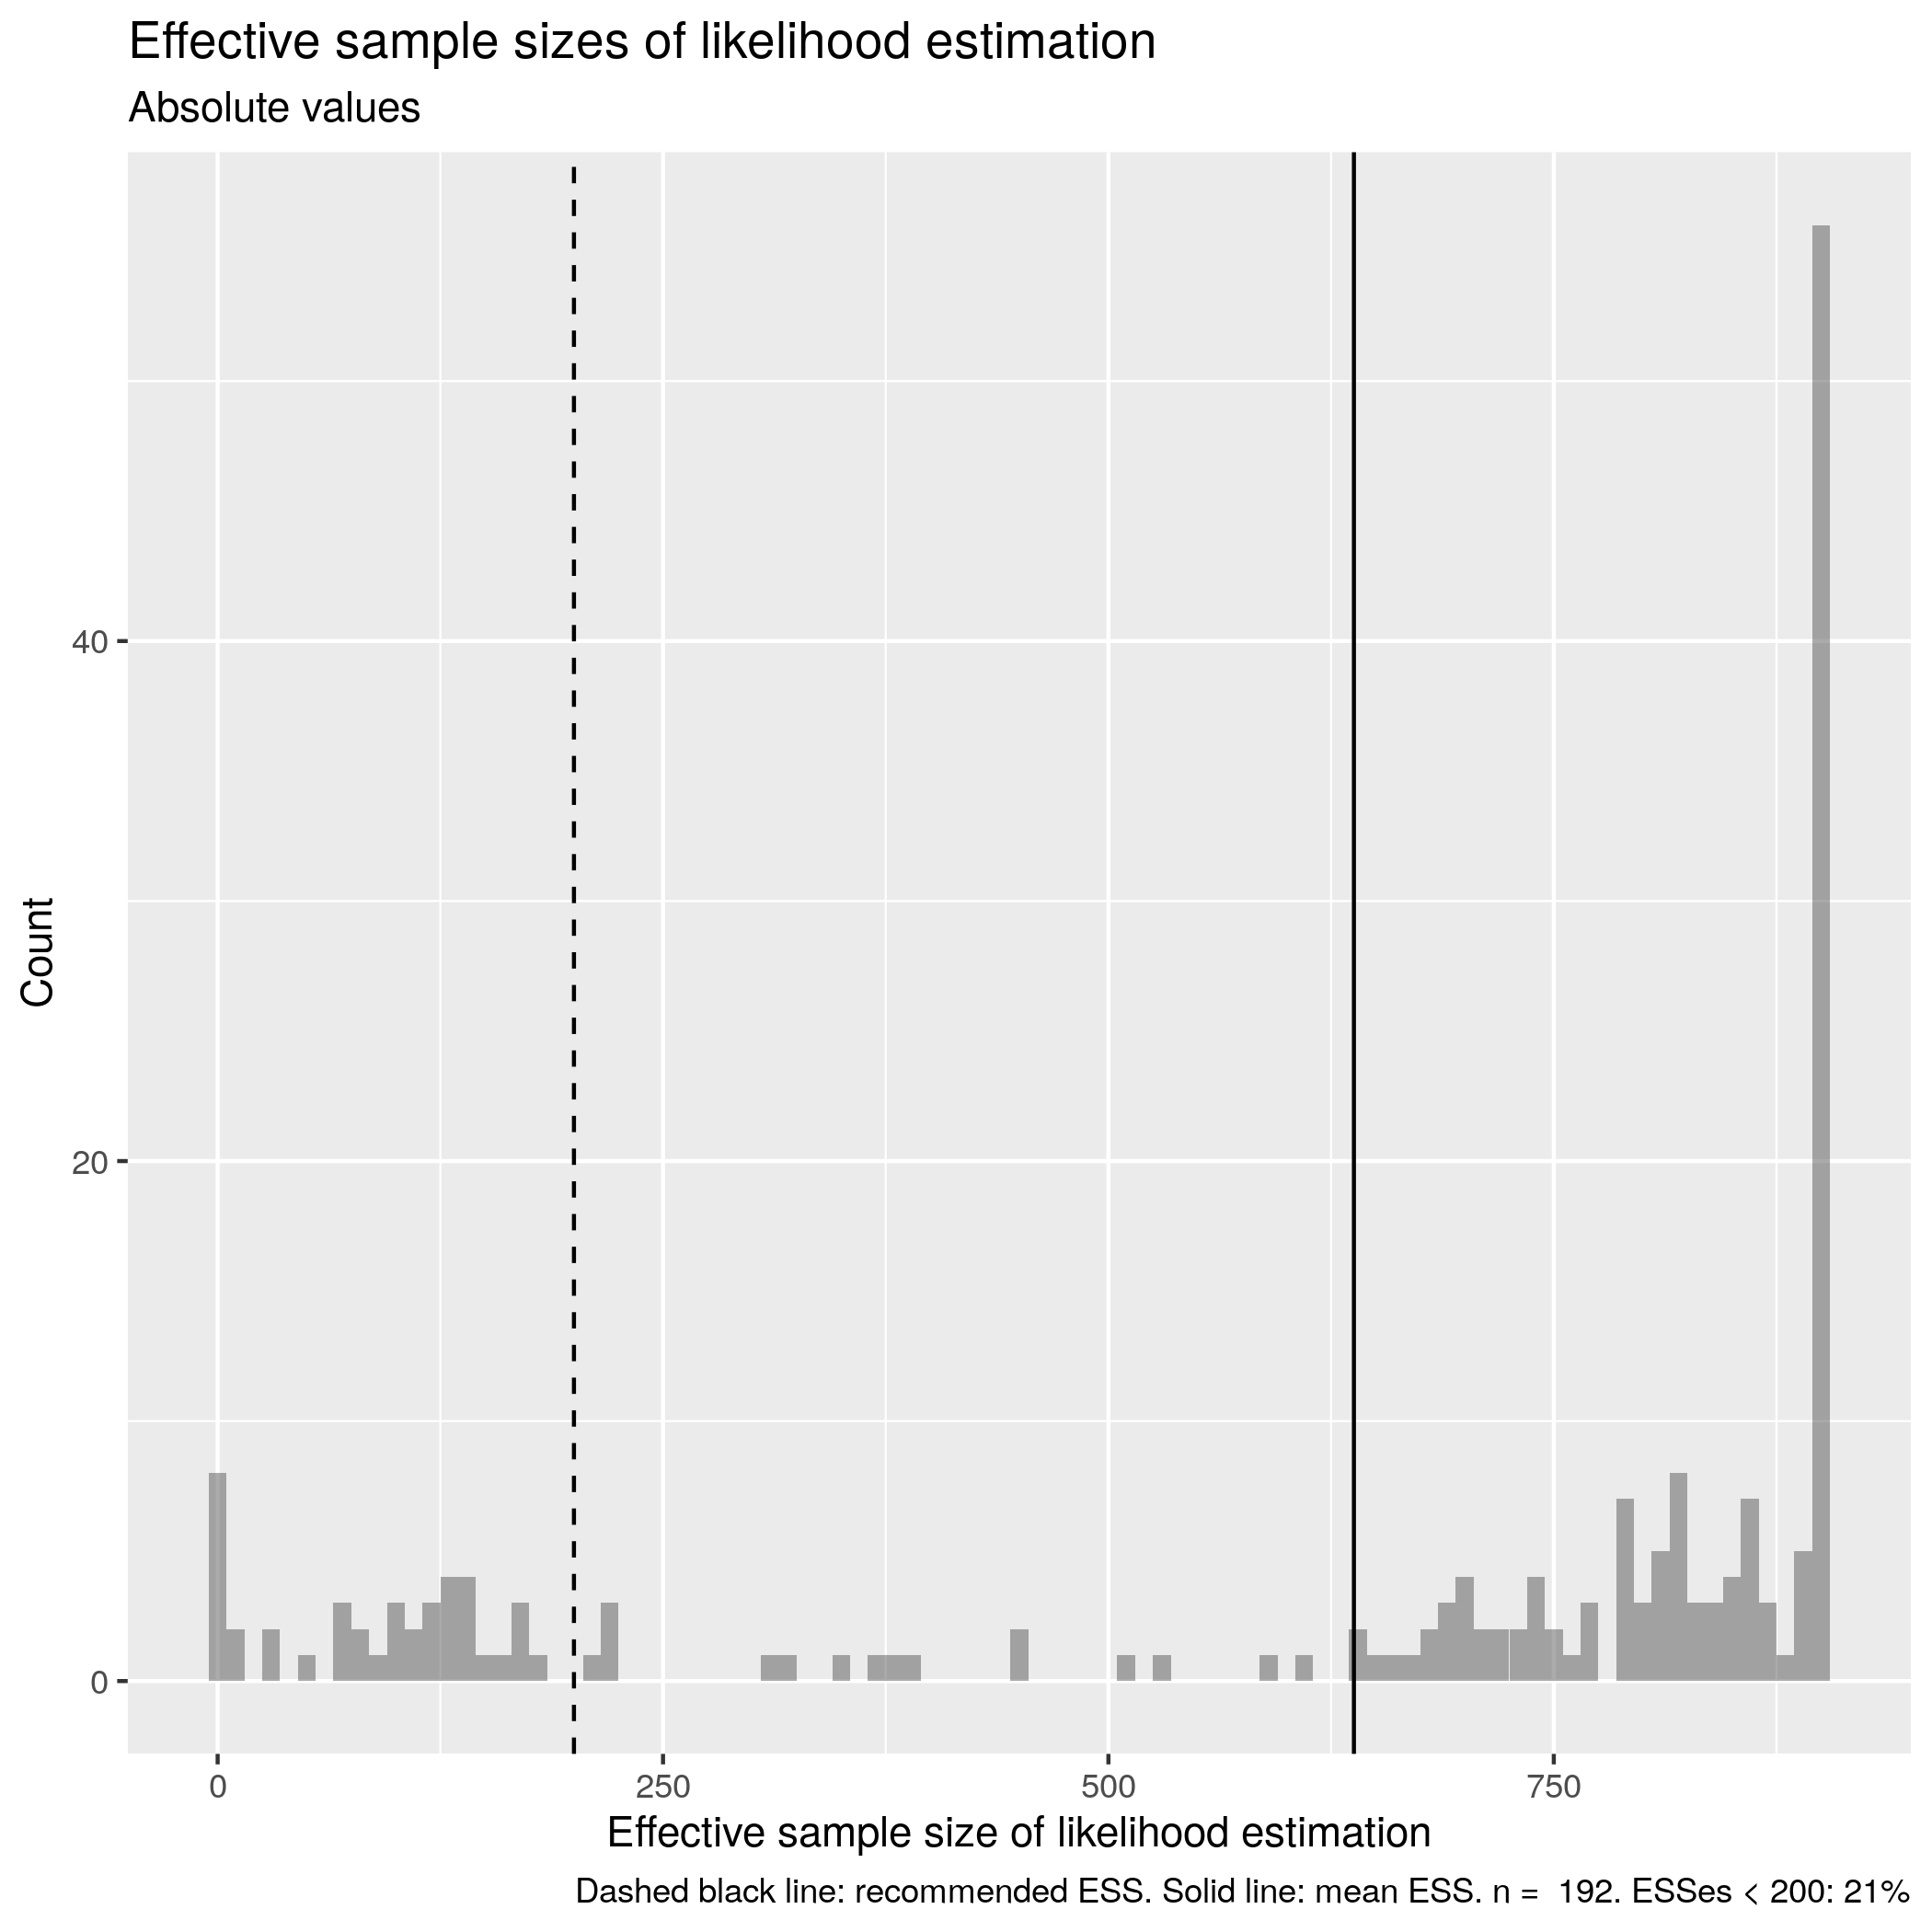 Effective sample sizes of likelihood estimation
Absolute values
Count
40
20
0
0 250 500 750
Effective sample size of likelihood estimation
Dashed black line: recommended ESS. Solid line: mean ESS. n =  192. ESSes < 200: 21%